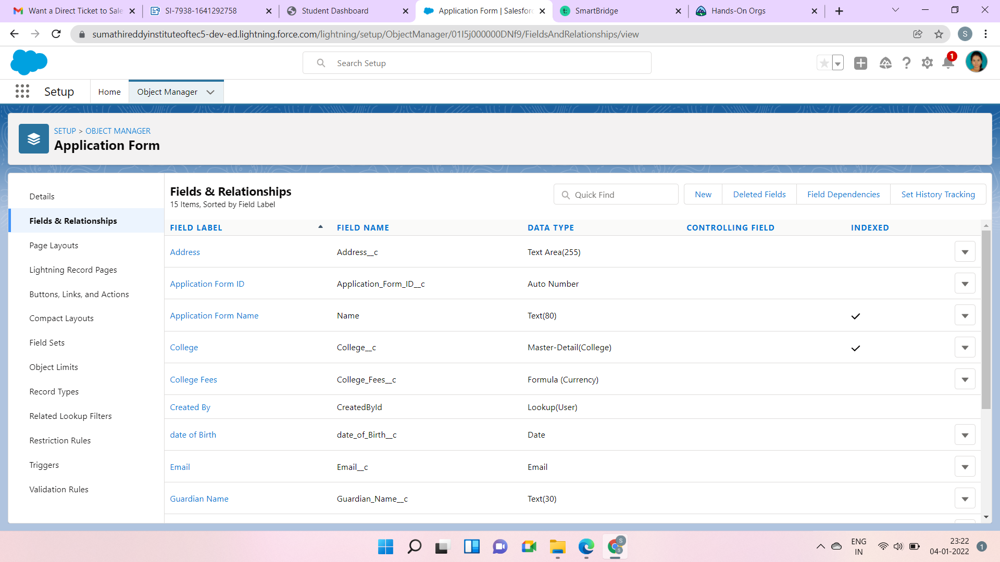 Want a Direct Ticket to Sale
SI-7938-1641292758
Student Dashboard
Application Form | Salesforc
t:
SmartBridge
Hands-On Orgs
sumathireddyinstituteoftec5-dev-ed.lightning.force.com/lightning/setup/ObjectManager/01I5j000000DNf9/FieldsAndRelationships/view
S
Search Setup
1
Setup
Home
Object Manager
SETUP > OBJECT MANAGER
Application Form
Details
Fields & Relationships
Page Layouts
Lightning Record Pages
Buttons, Links, and Actions
Compact Layouts
Field Sets
Object Limits
Record Types
Related Lookup Filters
Restriction Rules
Triggers
Validation Rules
Fields & Relationships
15 Items, Sorted by Field Label
Quick Find
New
Deleted Fields
Field Dependencies
Set History Tracking
FIELD LABEL FIELD NAME DATA TYPE CONTROLLING FIELD INDEXED
Address Address__c Text Area(255)
Application Form ID Application_Form_ID__c Auto Number
Application Form Name Name Text(80)
College College__c Master-Detail(College)
College Fees College_Fees__c Formula (Currency)
Created By CreatedById Lookup(User)
date of Birth date_of_Birth__c Date
Email Email__c Email
Guardian Name Guardian_Name__c Text(30)
S
S
ENG
IN
23:22
04-01-2022
1